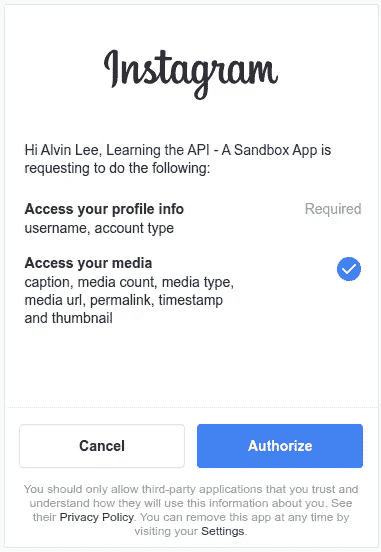 Instagram
Hi Alvin Lee, Learning the API - A Sandbox App is
requesting to do the following:
Access your profile info
Required
username, account type
Access your media
caption, media count, media type,
media url, permalink, timestamp
and thumbnail
Cancel
Authorize
You should only allow third-party applications that you trust and
understand how they will use this information about you. See
their Privacy Policy. You can remove this app at any time by
visiting your Settings.